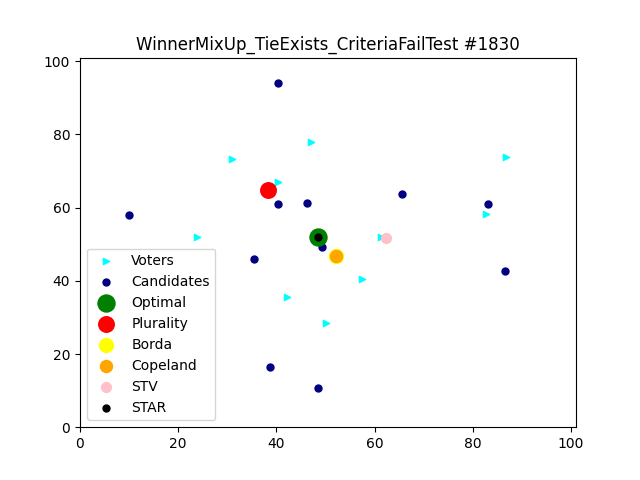 WinnerMixUp_TieExists_CriteriaFailTest #1830
100
80
60
40
20
0
Voters
Candidates
Optimal
Plurality
Borda
Copeland
STV
STAR
0 20 40 60 80 100